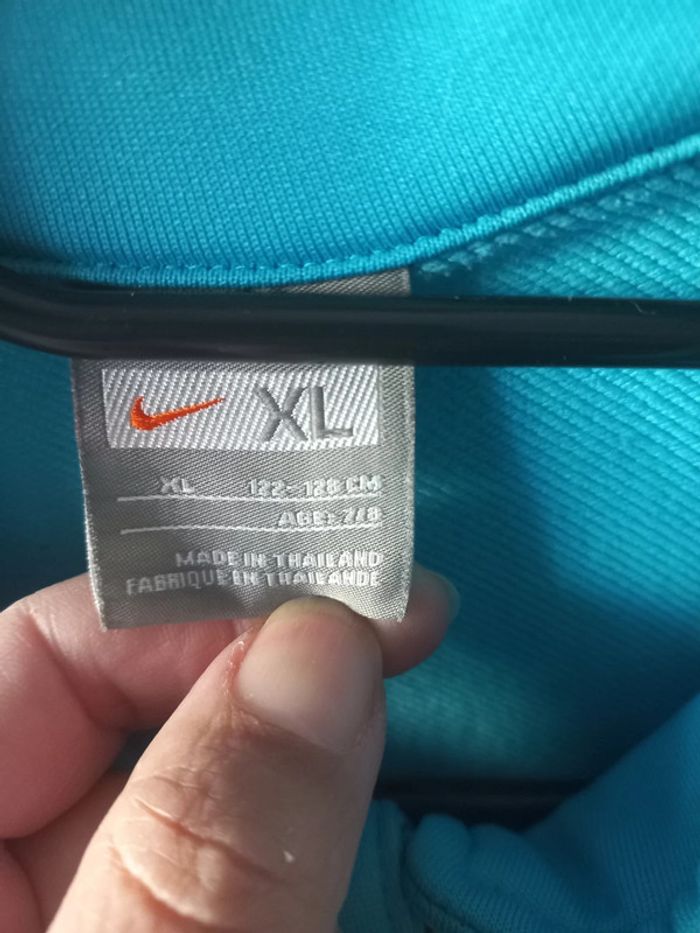 XL
XL 122-128 CM
AGE: 7/8
MADE IN THAILAND
FABRIQUE EN THAILANDE